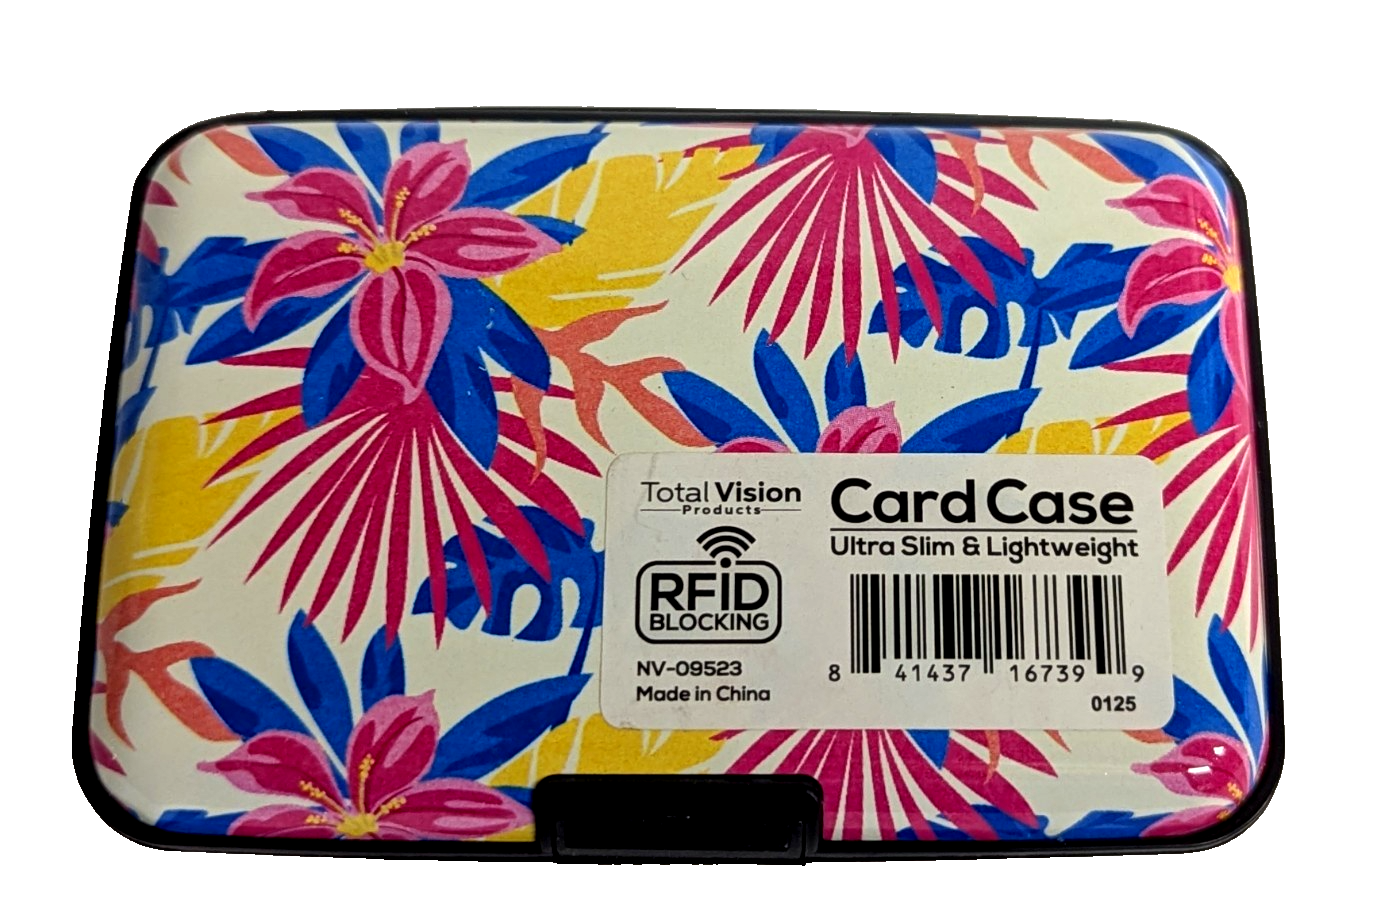 Total Vision
Products
RFiD
BLOCKING
NV-09523
Made in China
Card Case
Ultra Slim & Lightweight
8 41437 16739 9
0125